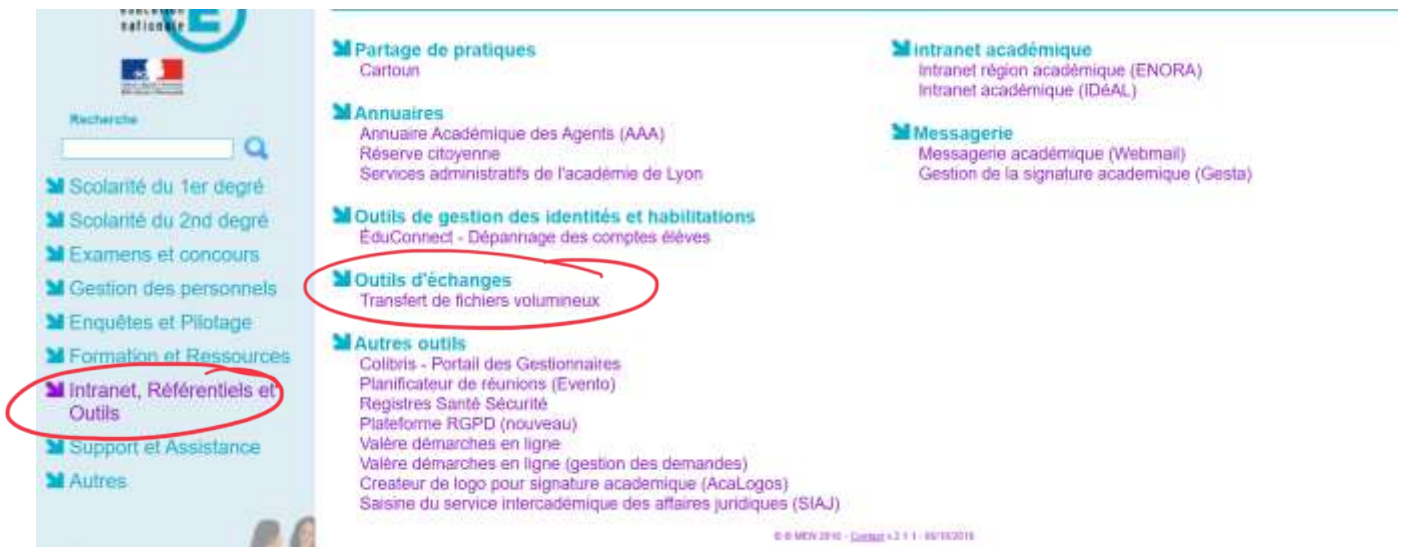 éducation
nationale
Recherche
Scolarité du 1er degré
Scolarité du 2nd degré
Examens et concours
Gestion des personnels
Enquêtes et Pilotage
Formation et Ressources
Intranet, Référentiels et
Outils
Support et Assistance
Autres
Partage de pratiques
Cartoun
Annuaires
Annuaire Académique des Agents (AAA)
Réserve citoyenne
Services administratifs de l'académie de Lyon
Outils de gestion des identités et habilitations
ÉduConnect - Dépannage des comptes élèves
Outils d'échanges
Transfert de fichiers volumineux
Autres outils
Colibris - Portail des Gestionnaires
Planificateur de réunions (Evento)
Registres Santé Sécurité
Plateforme RGPD (nouveau)
Valère démarches en ligne
Valère démarches en ligne (gestion des demandes)
Createur de logo pour signature academique (AcaLogos)
Saisine du service intercadémique des affaires juridiques (SIAJ)
Intranet académique
Intranet région académique (ENORA)
Intranet académique (IDéAL)
Messagerie
Messagerie académique (Webmail)
Gestion de la signature academique (Gesta)
Contact